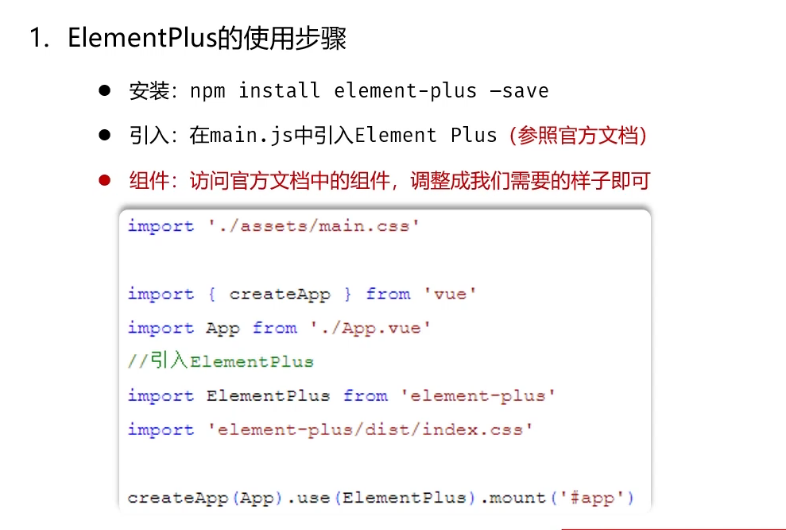 1. ElementPlus的使用步骤
● 安装：npm install element-plus –save
● 引入：在main.js中引入Element Plus（参照官方文档）
● 组件：访问官方文档中的组件，调整成我们需要的样子即可
import './assets/main.css'
import { createApp } from 'vue'
import App from './App.vue'
//引入ElementPlus
import ElementPlus from 'element-plus'
import 'element-plus/dist/index.css'
createApp(App).use(ElementPlus).mount('#app')